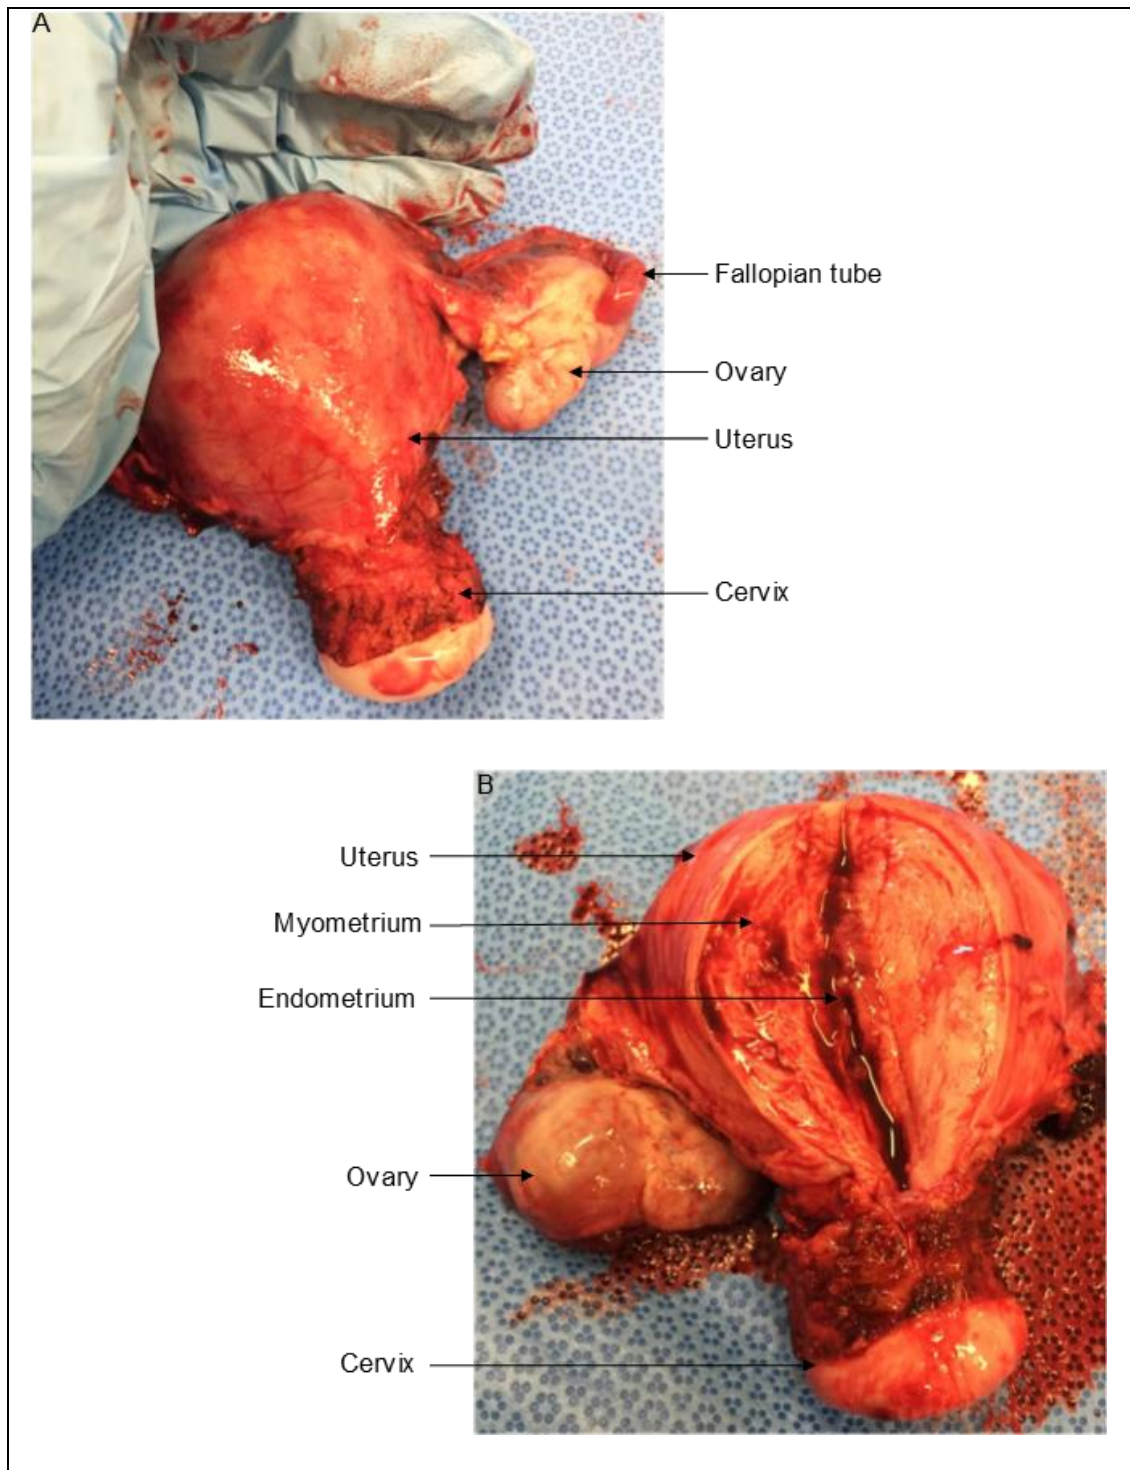 A
Fallopian tube
Ovary
Uterus
Cervix
B
Uterus
Myometrium
Endometrium
Ovary
Cervix